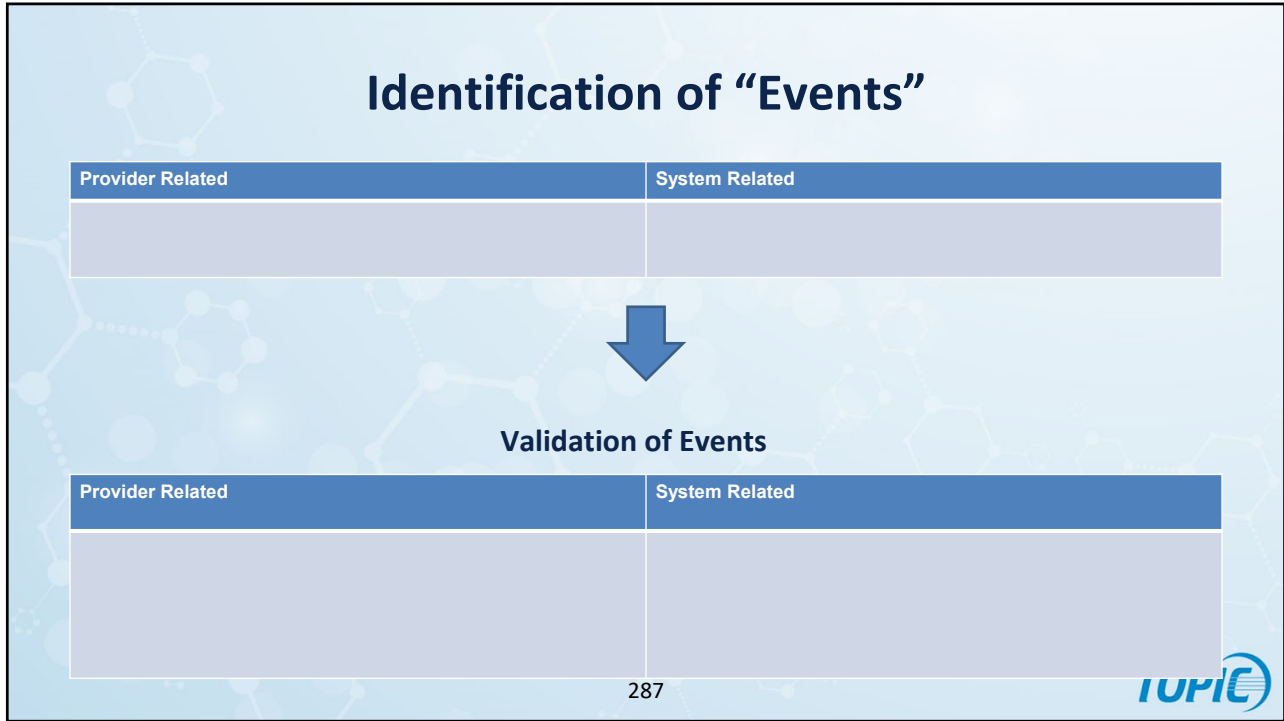 Identification of “Events”
Provider Related System Related
Validation of Events
Provider Related System Related
287
TOPIC